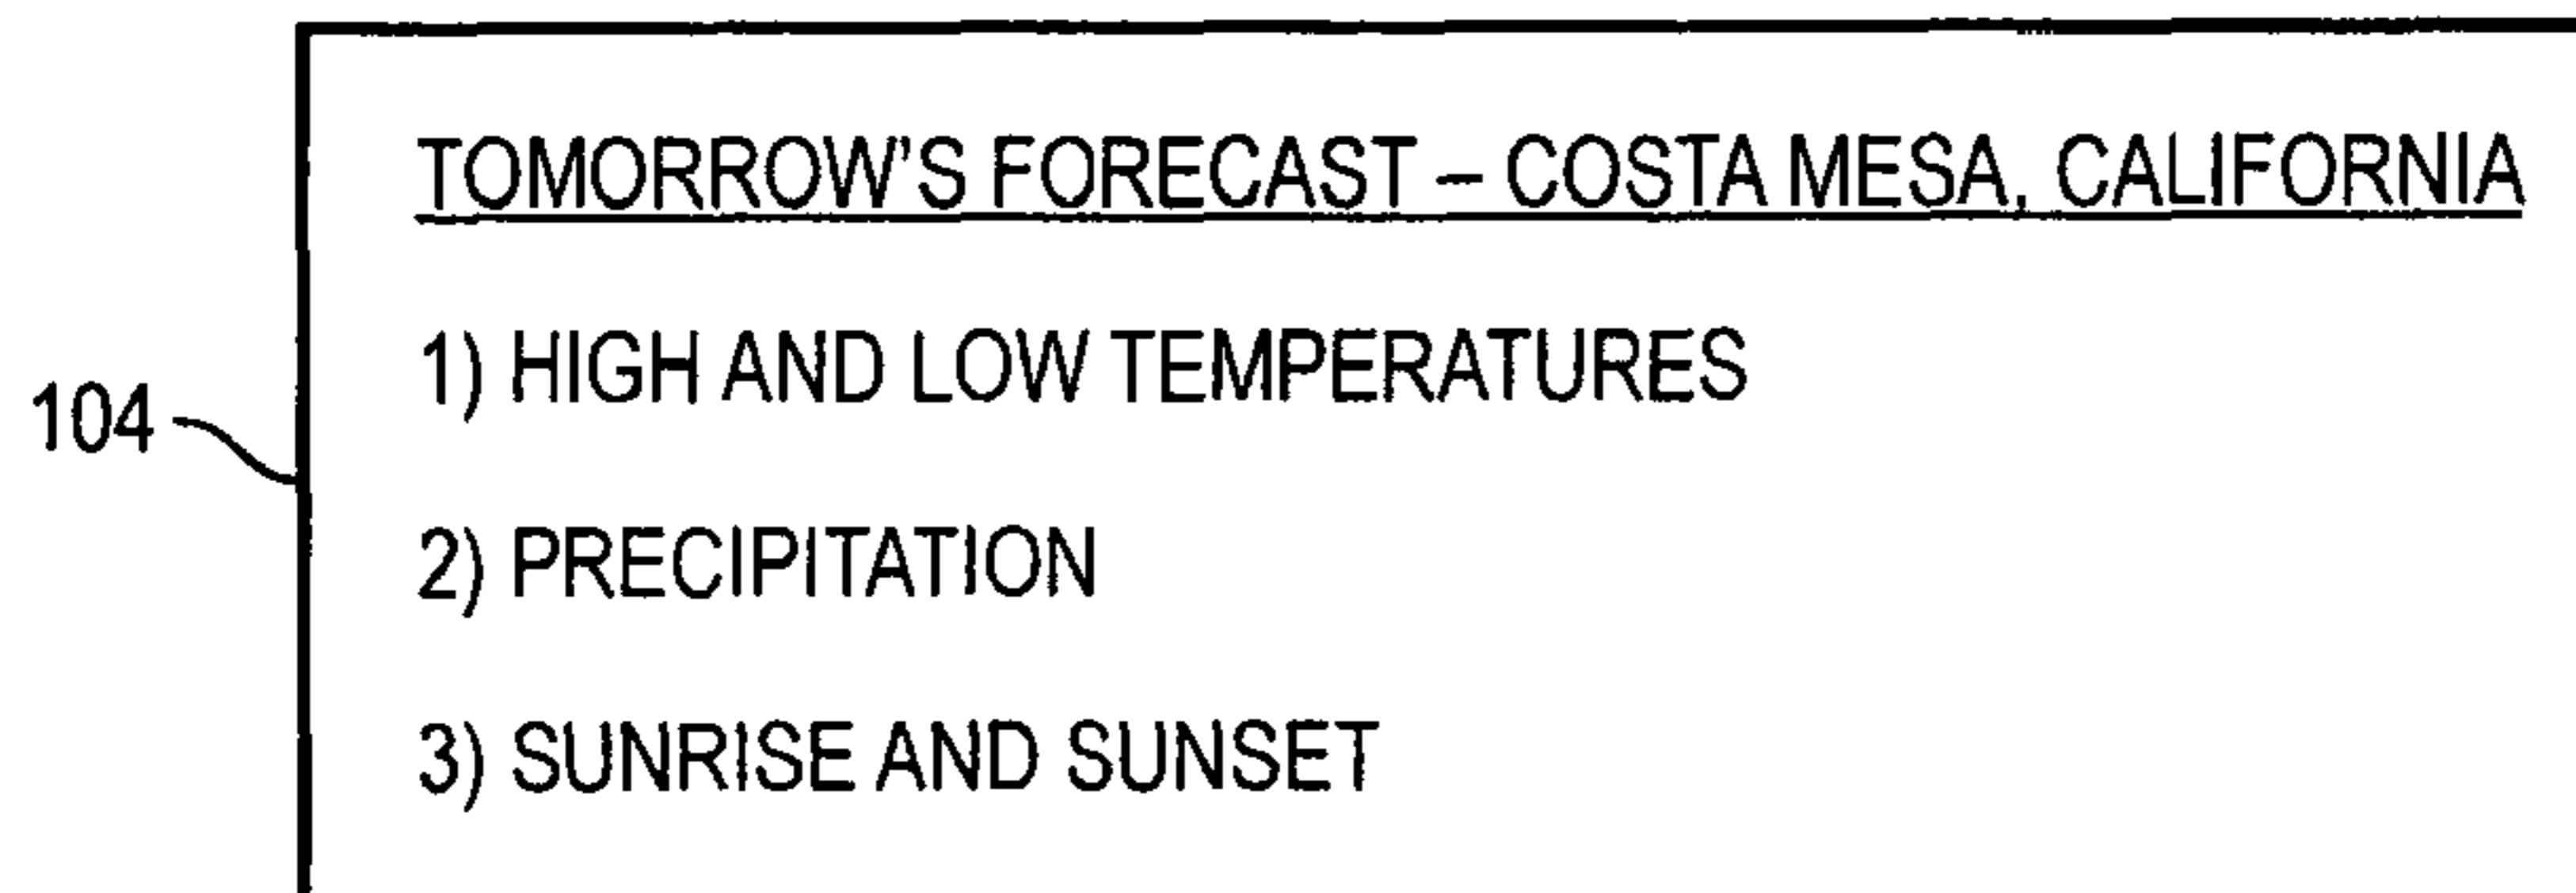 TOMORROW'S FORECAST – COSTA MESA, CALIFORNIA
1) HIGH AND LOW TEMPERATURES
104
2) PRECIPITATION
3) SUNRISE AND SUNSET